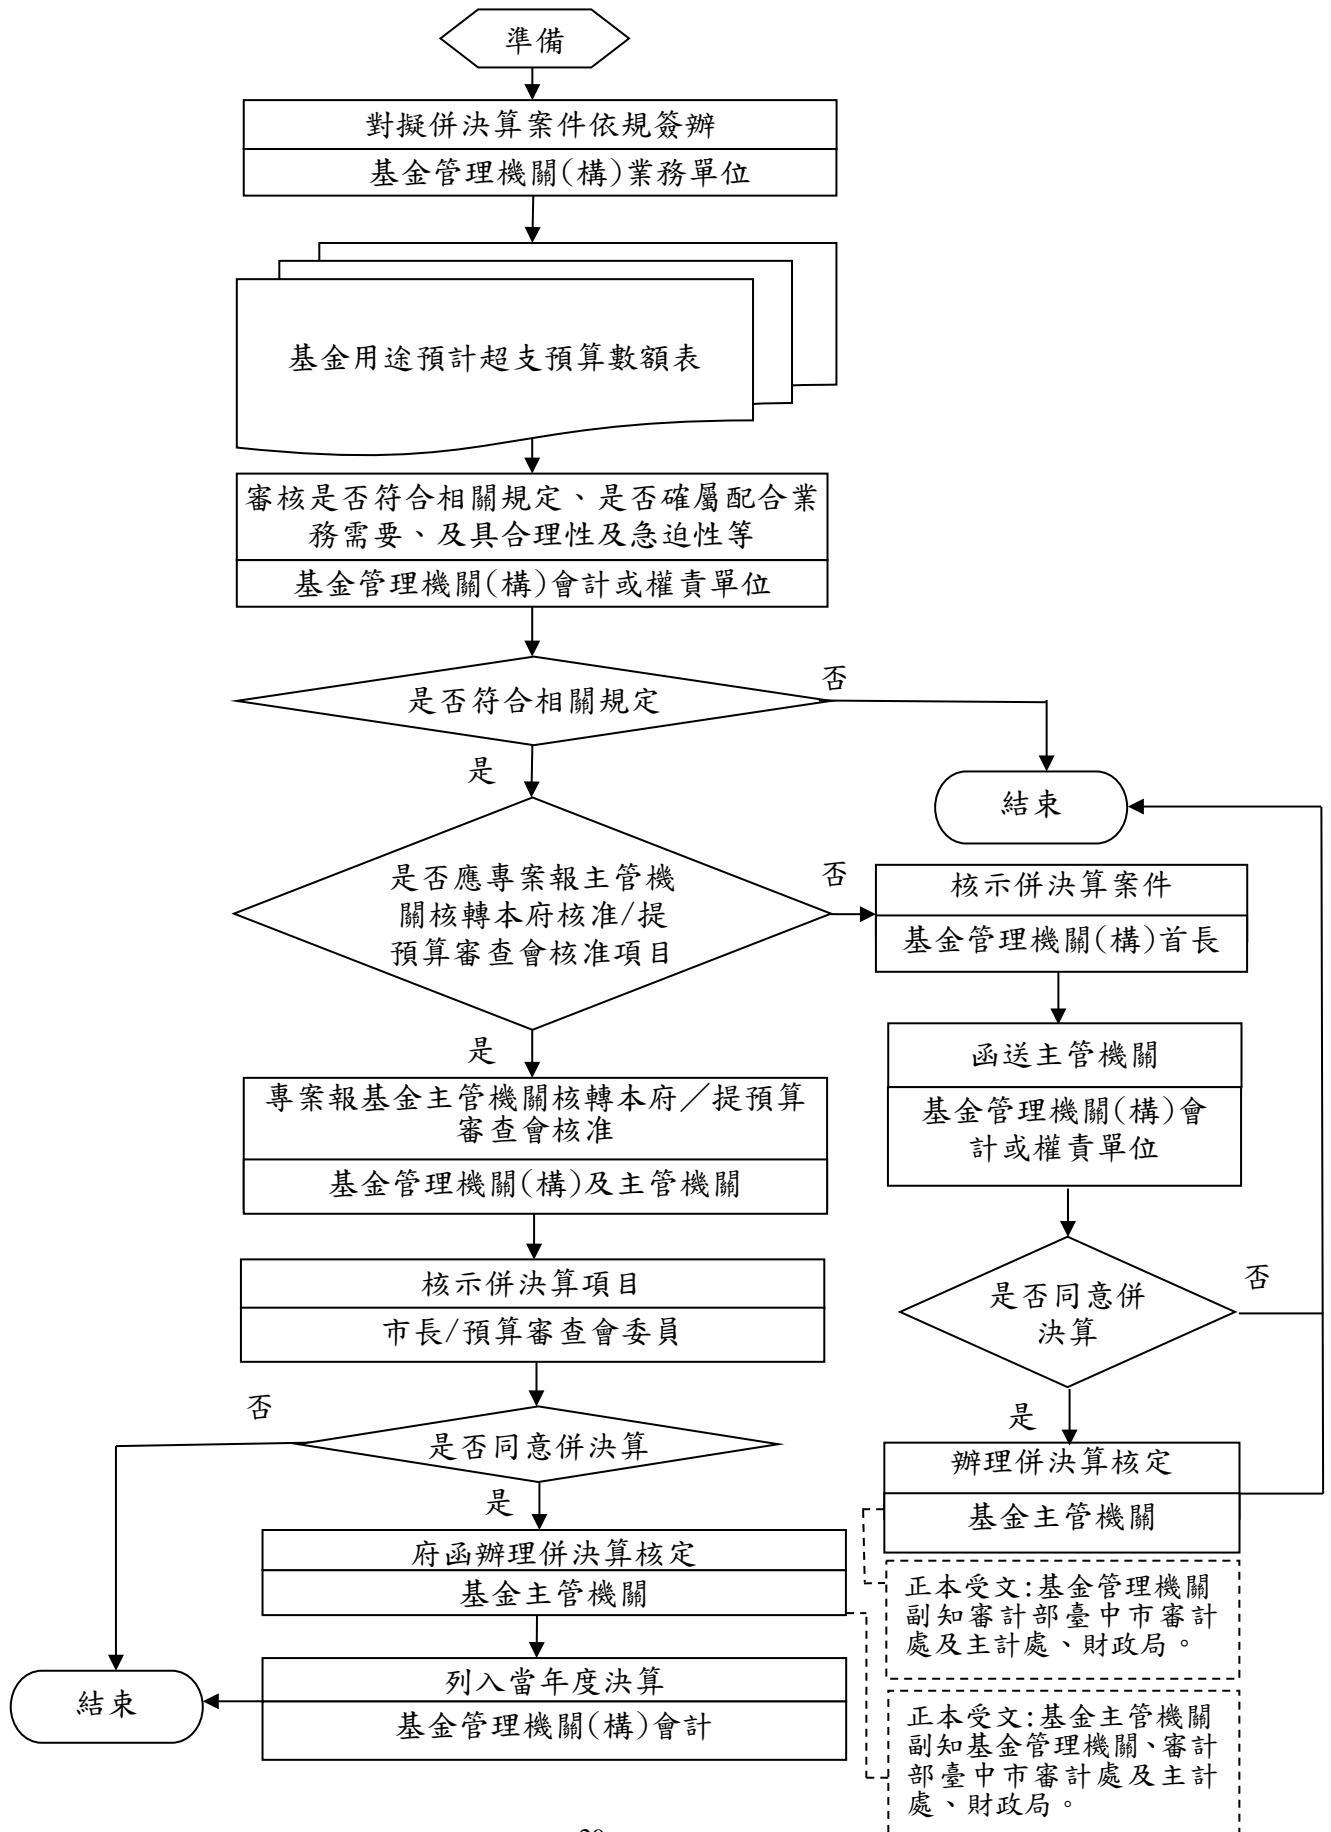 準備
對擬併決算案件依規簽辦
基金管理機關(構)業務單位
基金用途預計超支預算數額表
審核是否符合相關規定、是否確屬配合業
務需要、及具合理性及急迫性等
基金管理機關(構)會計或權責單位
是否符合相關規定
否
是
結束
是否應專案報主管機
關核轉本府核准/提
預算審查會核准項目
否
核示併決算案件
基金管理機關(構)首長
函送主管機關
基金管理機關(構)會
計或權責單位
是
專案報基金主管機關核轉本府／提預算
審查會核准
基金管理機關(構)及主管機關
核示併決算項目
市長/預算審查會委員
是否同意併
決算
否
是
否
是否同意併決算
是
辦理併決算核定
基金主管機關
府函辦理併決算核定
基金主管機關
正本受文:基金管理機關
副知審計部臺中市審計
處及主計處、財政局。
列入當年度決算
基金管理機關(構)會計
結束
正本受文:基金主管機關
副知基金管理機關、審計
部臺中市審計處及主計
處、財政局。